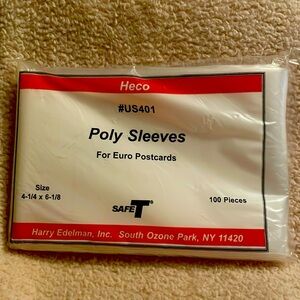 Heco
#US401
Poly Sleeves
For Euro Postcards
Size
4-1/4 x 6-1/8
100 Pieces
SAFE T
Harry Edelman, Inc. South Ozone Park, NY 11420